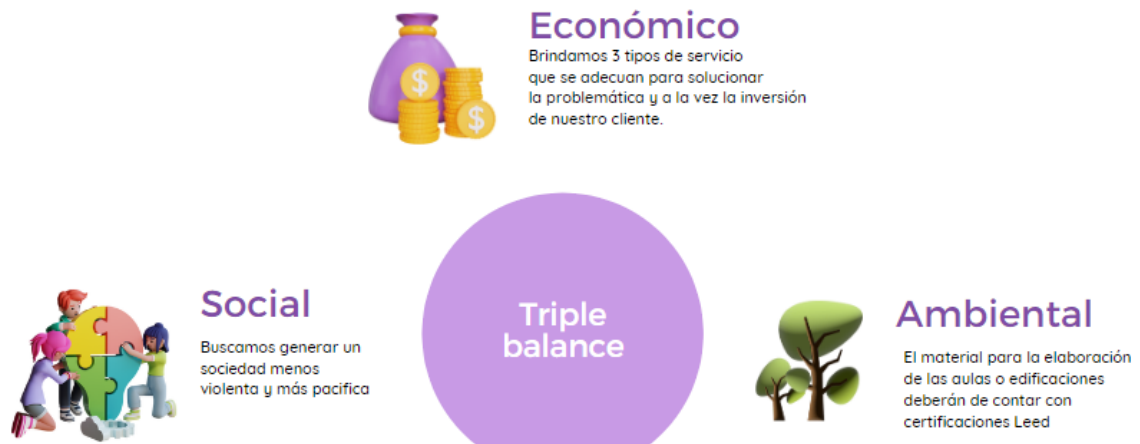 Económico
Brindamos 3 tipos de servicio
que se adecuan para solucionar
la problemática y a la vez la inversión
de nuestro cliente.
Social
Buscamos generar un
sociedad menos
violenta y más pacifica
Triple
balance
Ambiental
El material para la elaboración
de las aulas o edificaciones
deberán de contar con
certificaciones Leed
$
$